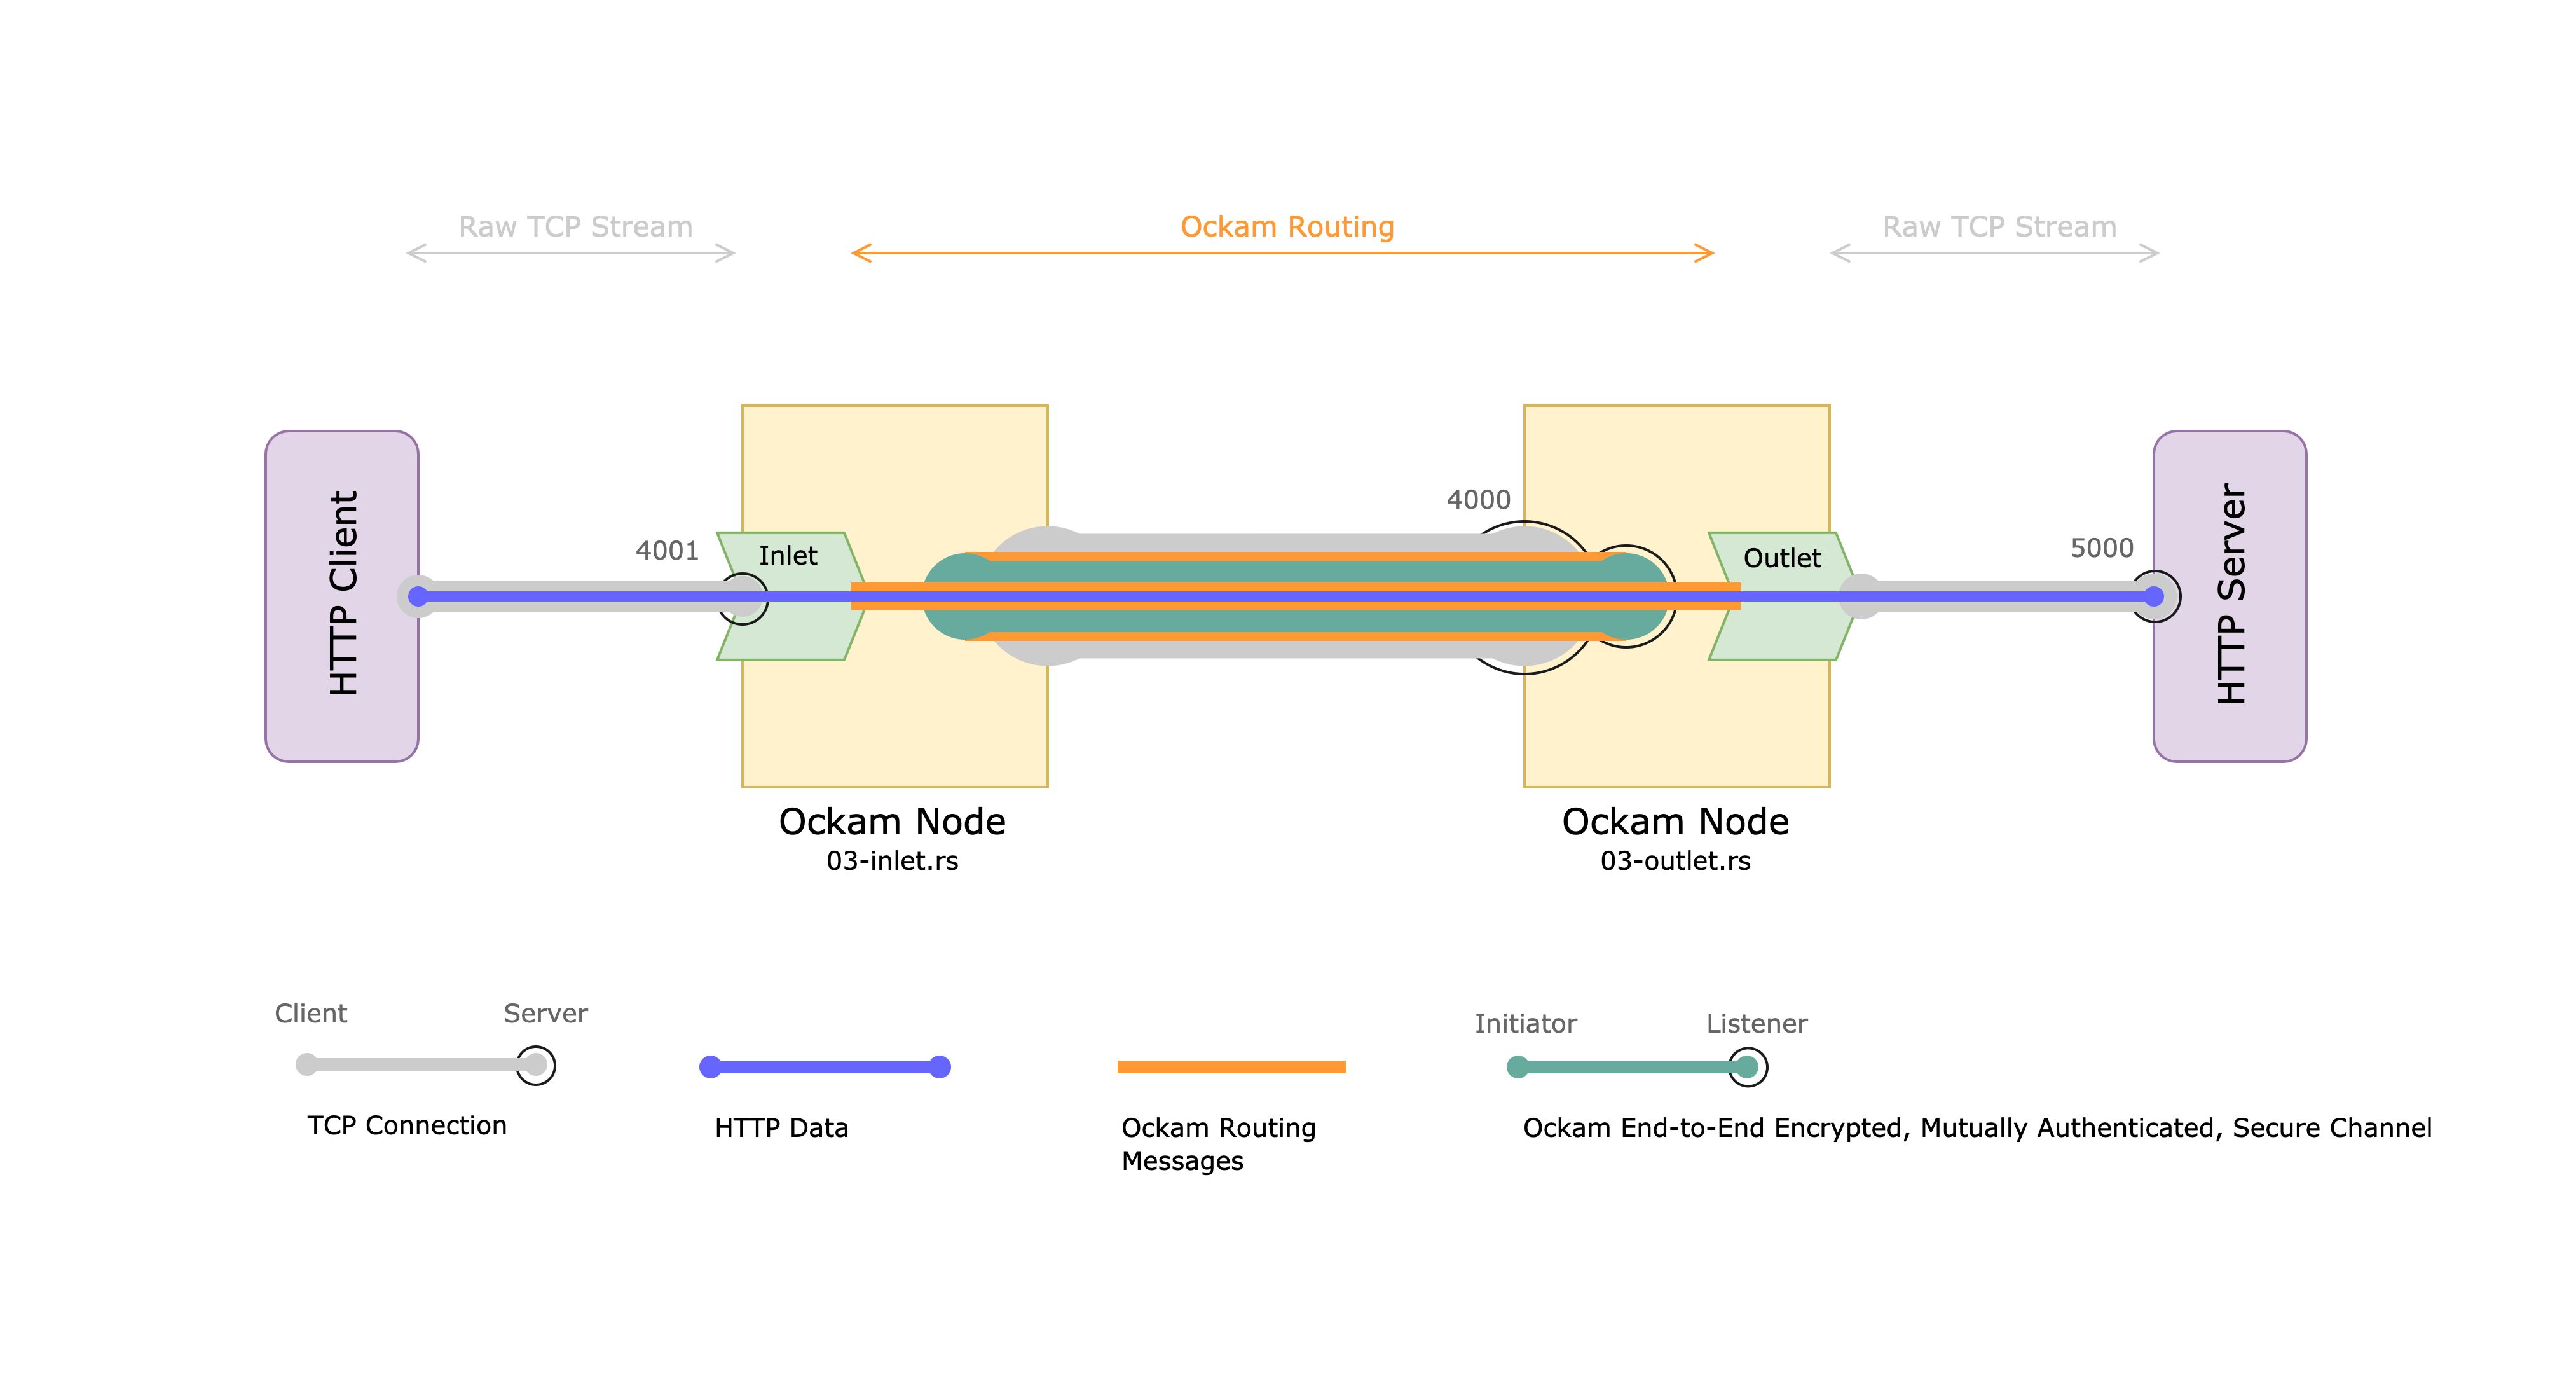 Raw TCP Stream
Ockam Routing
Raw TCP Stream
HTTP Client
4001
Inlet
4000
Outlet
5000
HTTP Server
Ockam Node
03-inlet.rs
Ockam Node
03-outlet.rs
Client
Server
TCP Connection
HTTP Data
Ockam Routing
Messages
Initiator
Listener
Ockam End-to-End Encrypted, Mutually Authenticated, Secure Channel